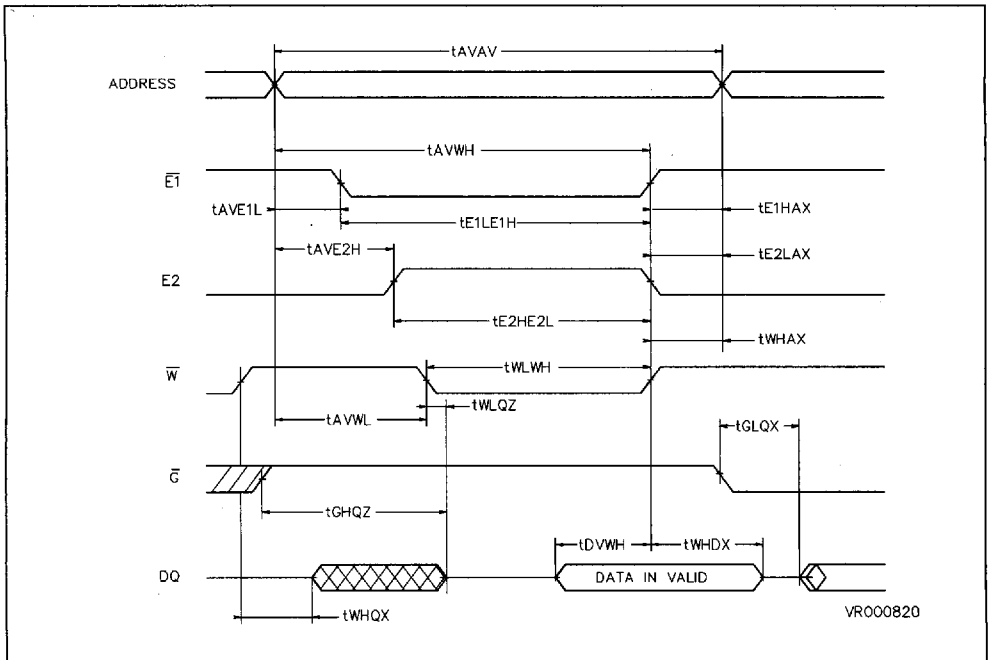 tAVAV
ADDRESS
tAVWH
E1
tAVE1L
tE1LE1H
tE1HAX
tAVE2H
tE2LAX
E2
tE2HE2L
tWHAX
W
tWLWH
tWLQZ
tAVWL
tGLQX
G
tGHQZ
tDVWH
tWHDX
DQ
DATA IN VALID
tWHQX
VR000820